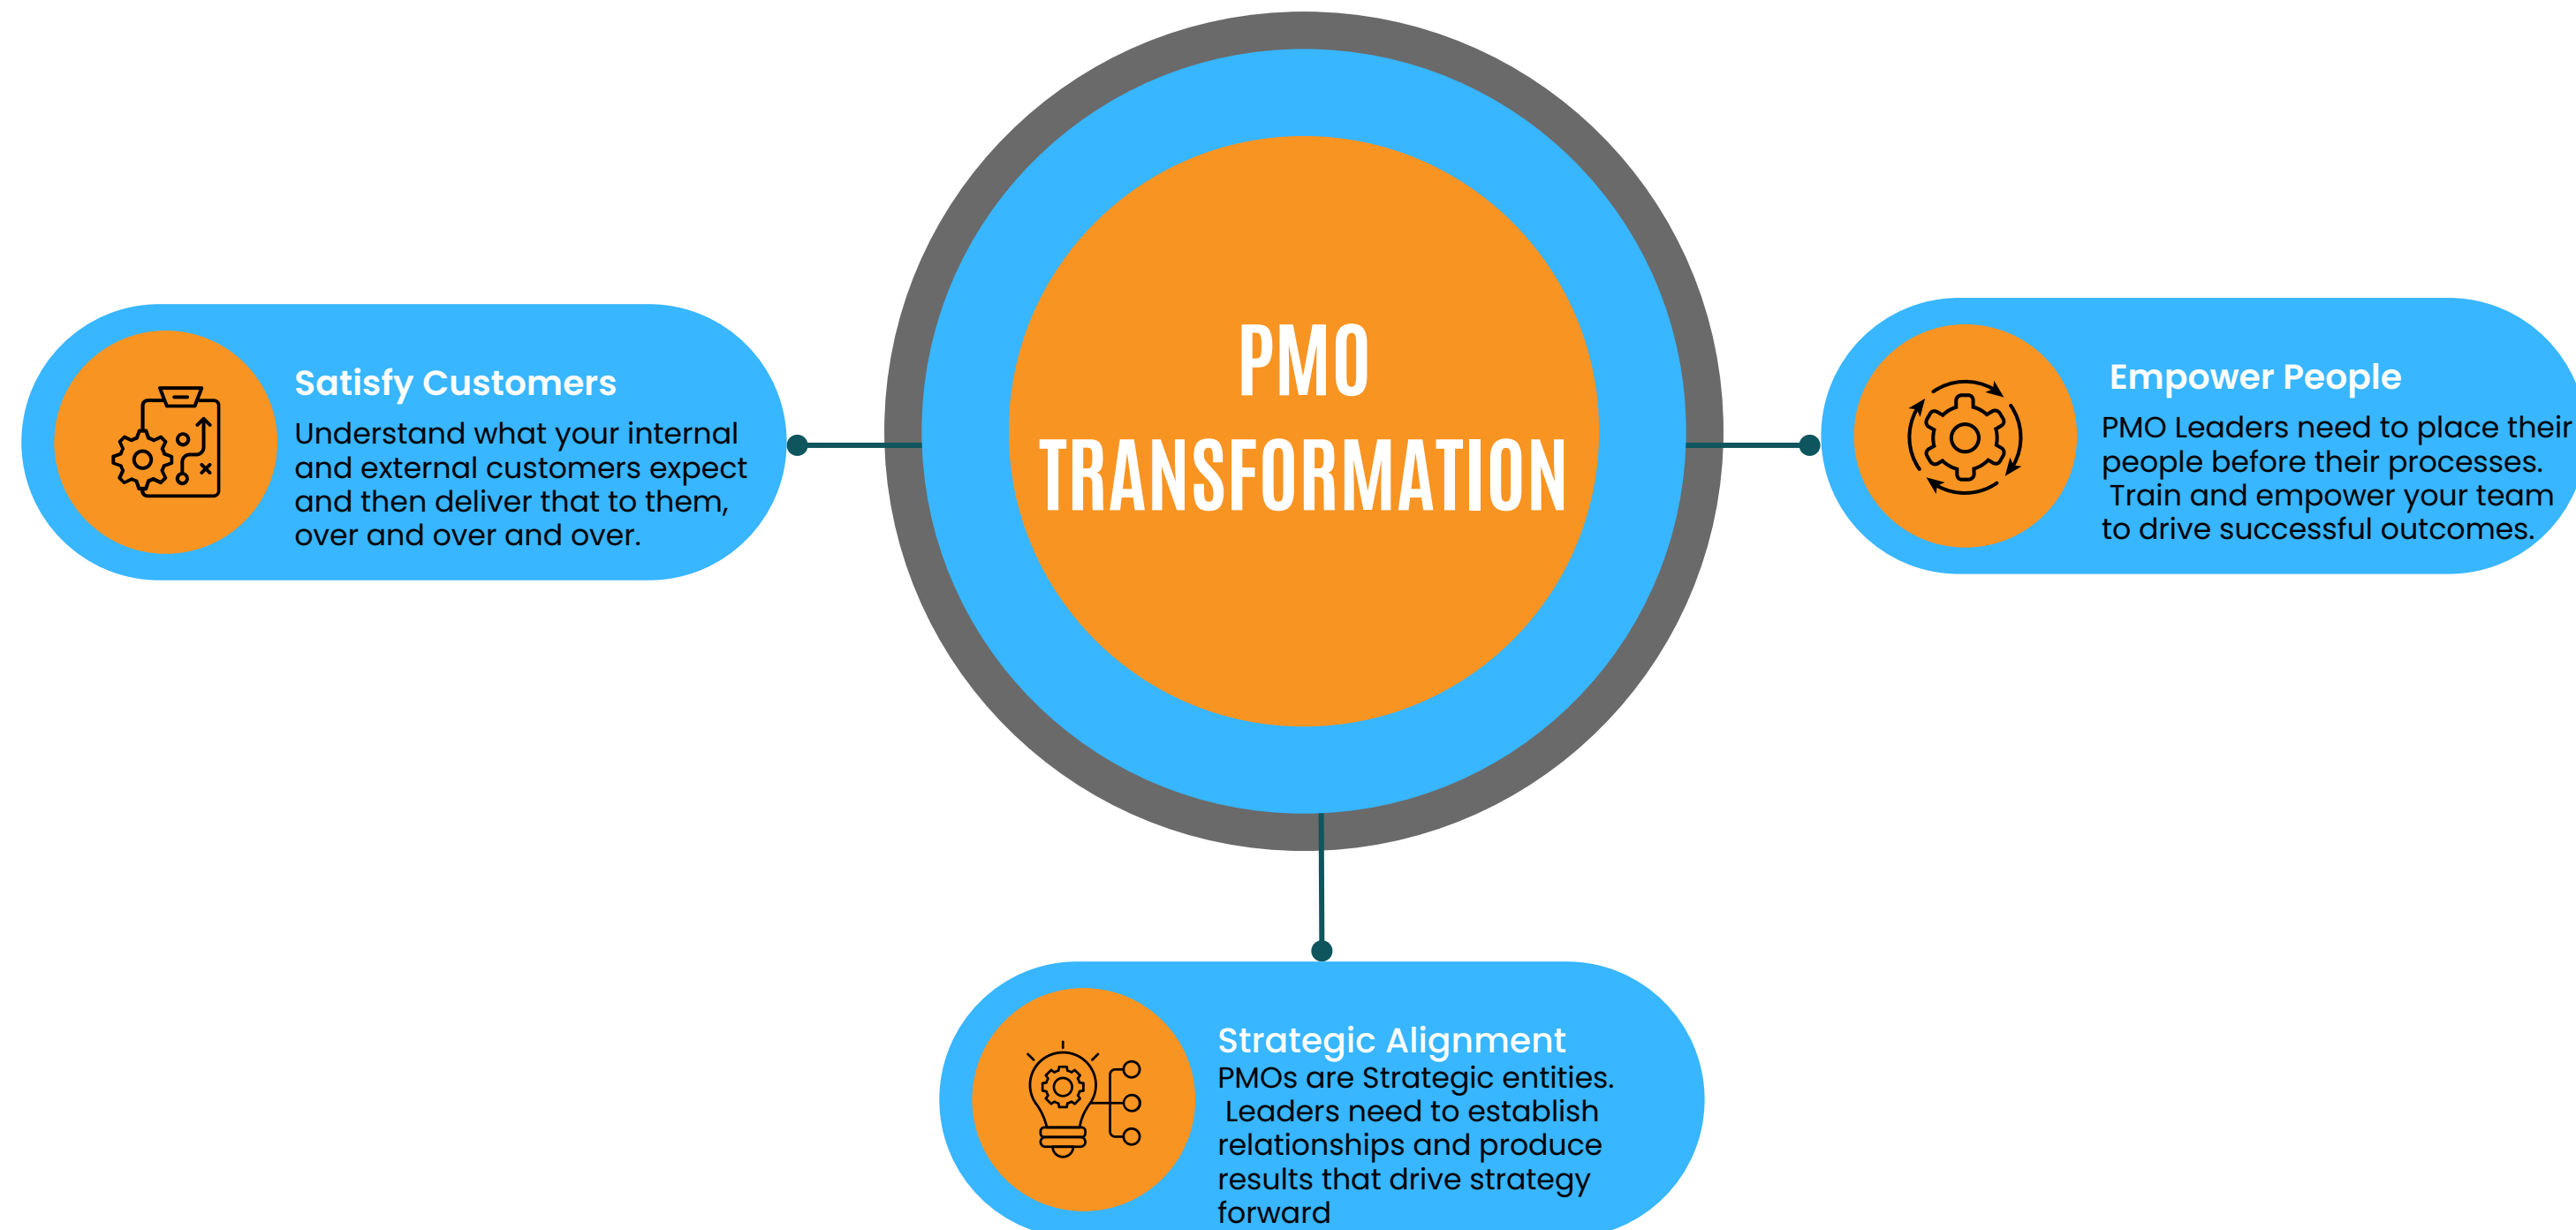 PMO
TRANSFORMATION
Satisfy Customers
Understand what your internal
and external customers expect
and then deliver that to them,
over and over and over.
Empower People
PMO Leaders need to place their
people before their processes.
Train and empower your team
to drive successful outcomes.
Strategic Alignment
PMOs are Strategic entities.
Leaders need to establish
relationships and produce
results that drive strategy
forward